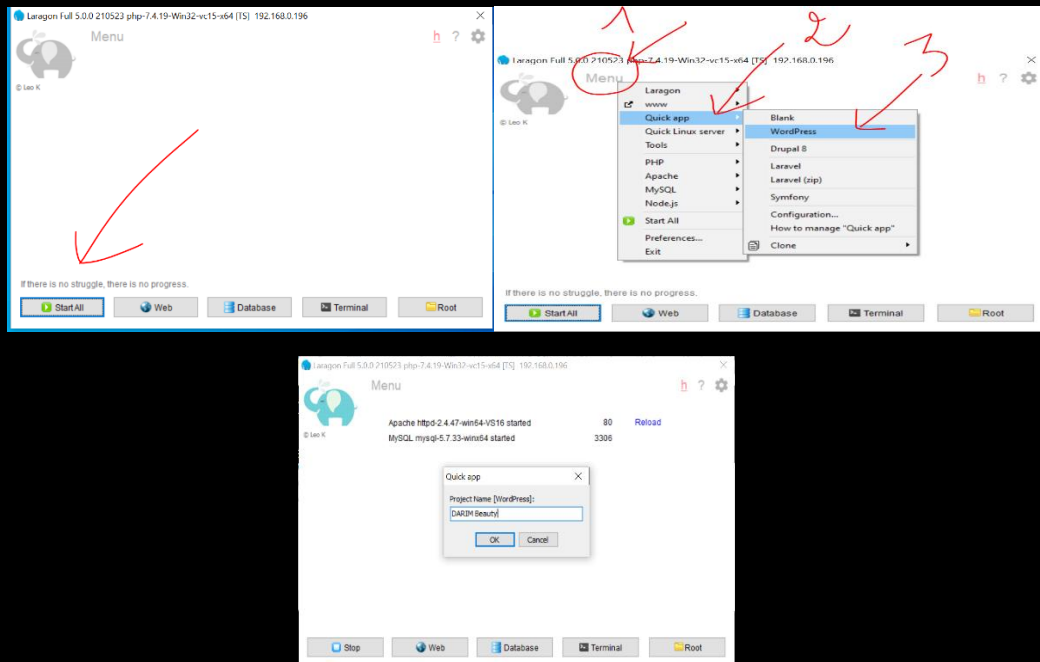 Laragon Full 5.0.0 210523 php-7.4.19-Win32-vc15-x64 [TS] 192.168.0.196
Menu
h ?
© Leo K
If there is no struggle, there is no progress.
Start All
Web
Database
Terminal
Root
1
2
3
Laragon Full 5.0.0 210523 php-7.4.19-Win32-vc15-x64 [TS] 192.168.0.196
Menu
h ?
© Leo K
Laragon
www
Quick app
Quick Linux server
Tools
PHP
Apache
MySQL
Node.js
Start All
Preferences...
Exit
Blank
WordPress
Drupal 8
Laravel
Laravel (zip)
Symfony
Configuration...
How to manage "Quick app"
Clone
If there is no struggle, there is no progress.
Start All
Web
Database
Terminal
Root
Laragon Full 5.0.0 210523 php-7.4.19-Win32-vc15-x64 [TS] 192.168.0.196
Menu
h ?
© Leo K
Apache httpd-2.4.47-win64-VS16 started 80 Reload
MySQL mysql-5.7.33-winx64 started 3306
Quick app
Project Name [WordPress]:
DARIM Beauty
OK
Cancel
Stop
Web
Database
Terminal
Root